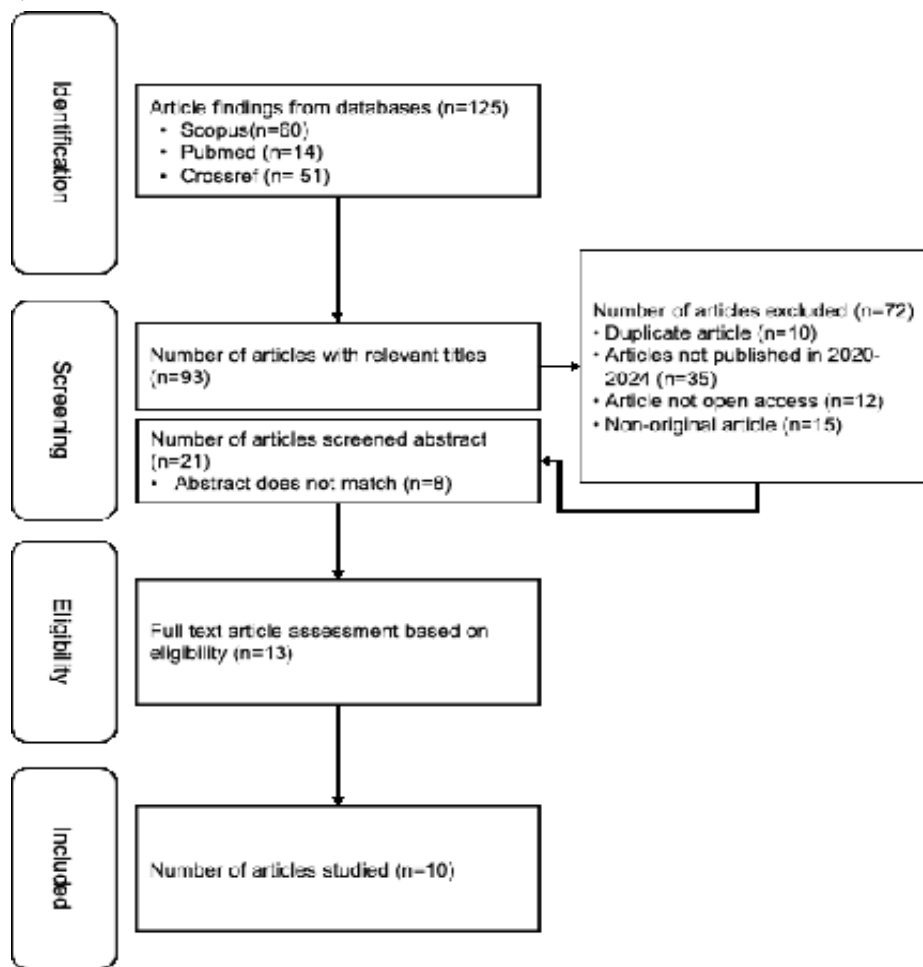 Identification
Article findings from databases (n=125)
• Scopus(n=60)
• Pubmed (n=14)
• Crossref (n= 51)
Screening
Number of articles with relevant titles
(n=93)
Number of articles excluded (n=72)
• Duplicate article (n=10)
• Articles not published in 2020-
2024 (n=35)
• Article not open access (n=12)
• Non-original article (n=15)
Number of articles screened abstract
(n=21)
• Abstract does not match (n=8)
Eligibility
Full text article assessment based on
eligibility (n=13)
Included
Number of articles studied (n=10)